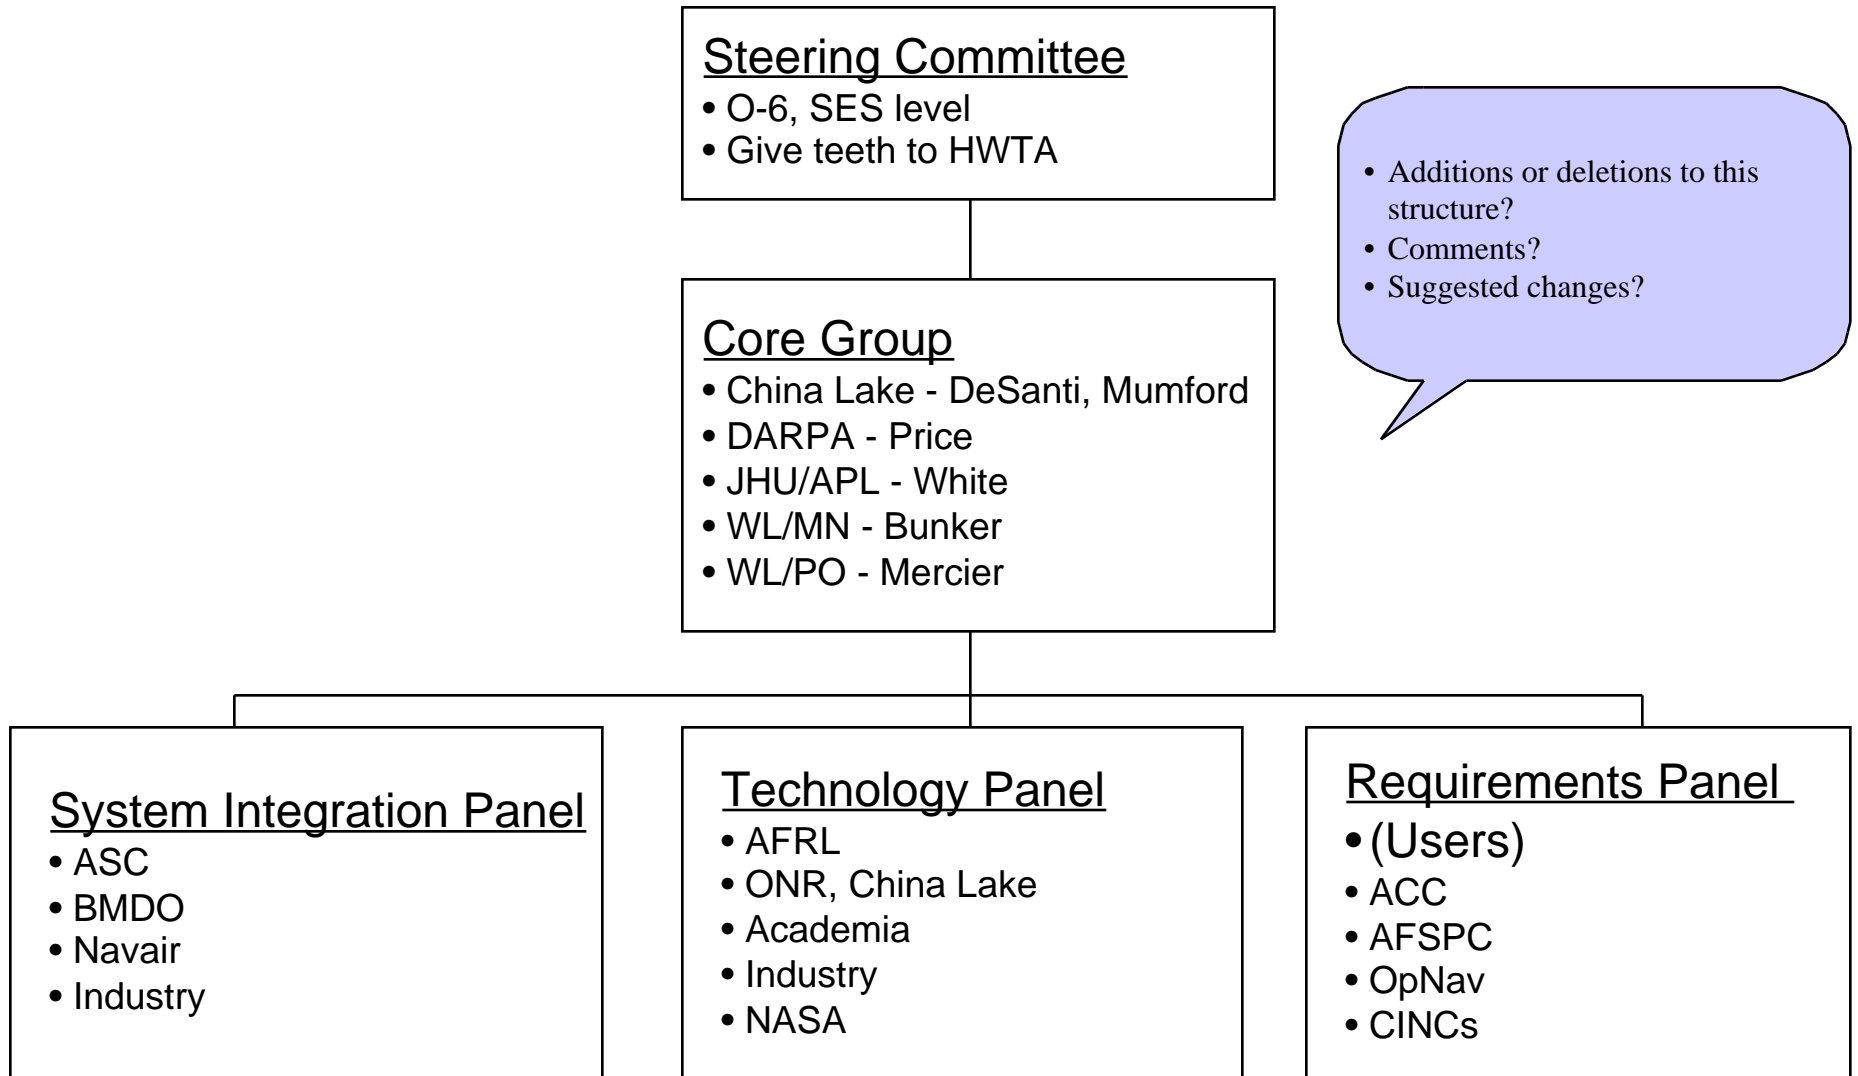 Steering Committee
• O-6, SES level
• Give teeth to HWTA
• Additions or deletions to this
structure?
• Comments?
• Suggested changes?
Core Group
• China Lake - DeSanti, Mumford
• DARPA - Price
• JHU/APL - White
• WL/MN - Bunker
• WL/PO - Mercier
System Integration Panel
• ASC
• BMDO
• Navair
• Industry
Technology Panel
• AFRL
• ONR, China Lake
• Academia
• Industry
• NASA
Requirements Panel
• (Users)
• ACC
• AFSPC
• OpNav
• CINCs